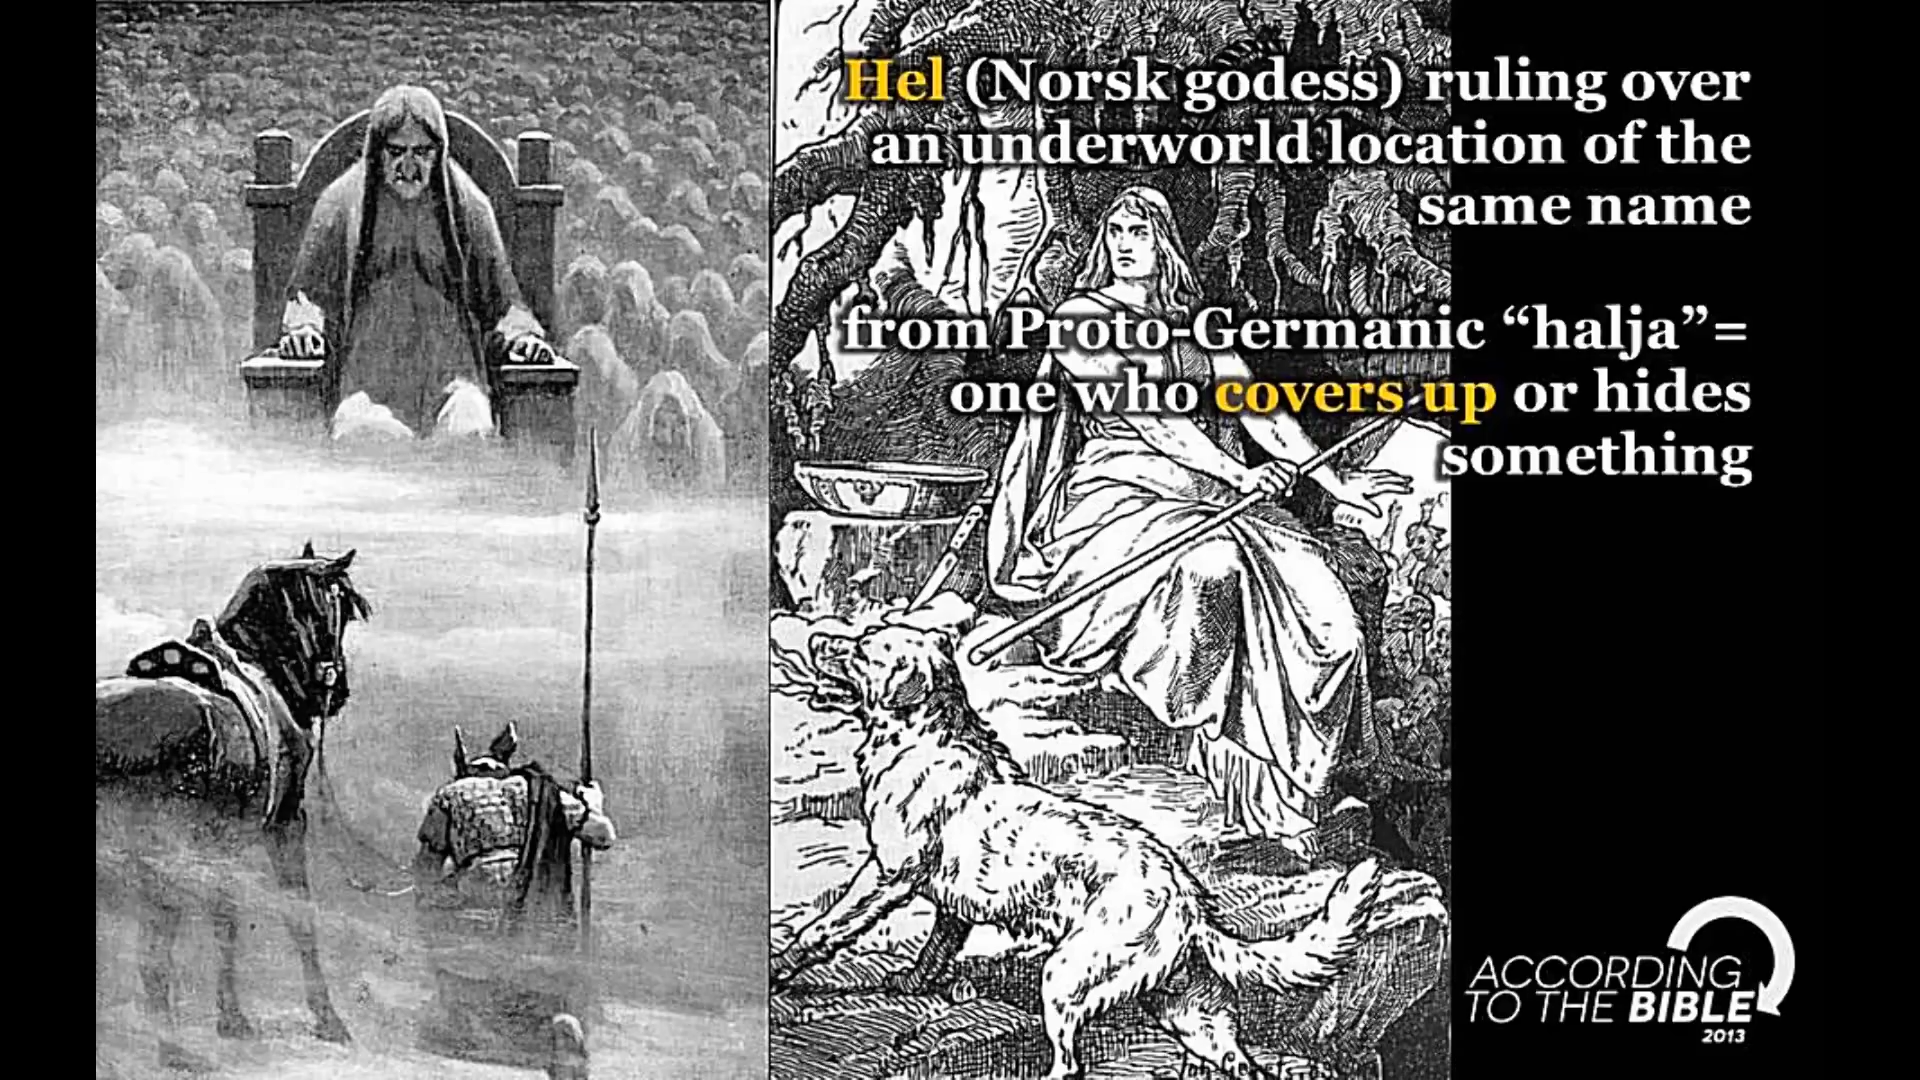 Hel (Norsk godess) ruling over
an underworld location of the
same name
from Proto-Germanic “halja”=
one who covers up or hides
something
ACCORDING
TO THE BIBLE
2013